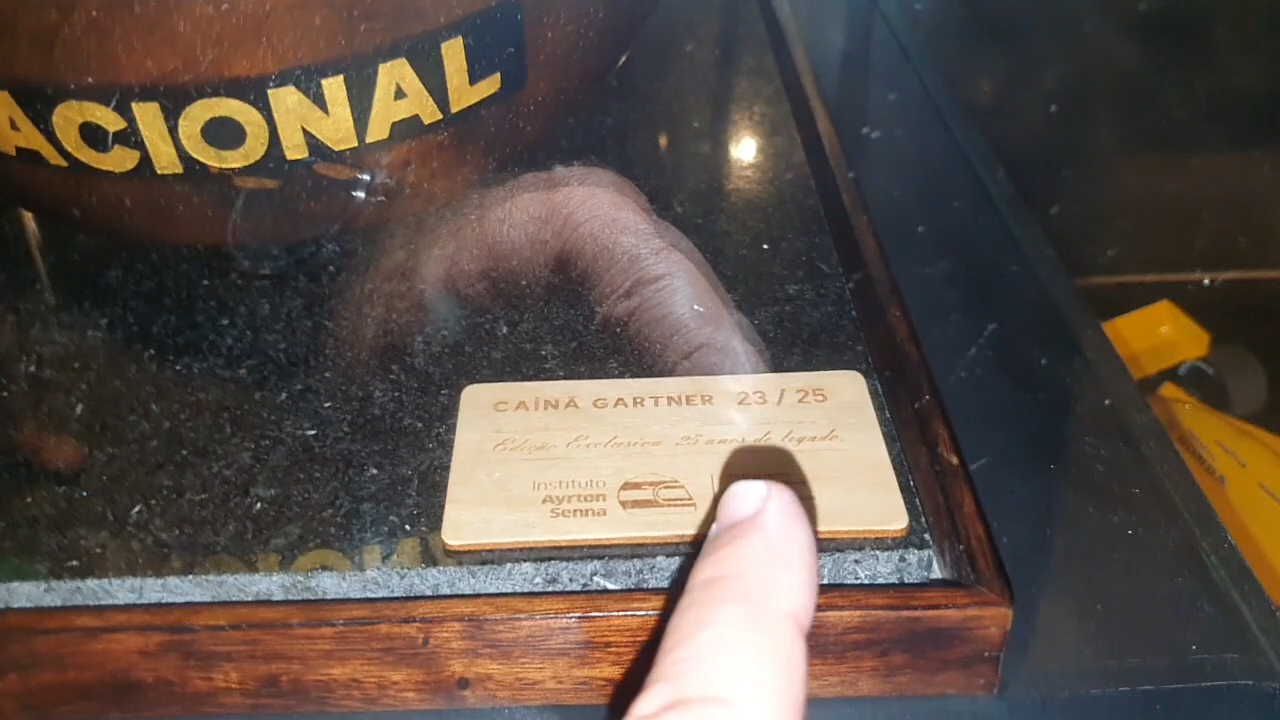 ACIONAL
CAÍNÃ GARTNER 23 / 25
Edição Exclusiva 25 anos de legado.
Instituto
Ayrton
Senna